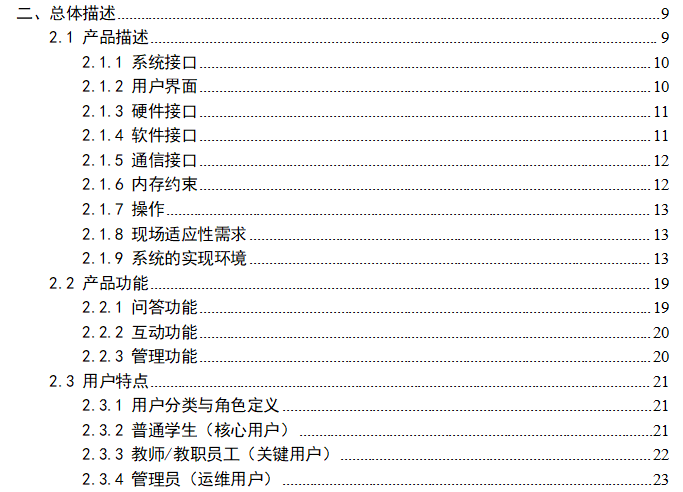 二、总体描述 9
2.1 产品描述 9
2.1.1 系统接口 10
2.1.2 用户界面 10
2.1.3 硬件接口 11
2.1.4 软件接口 11
2.1.5 通信接口 12
2.1.6 内存约束 12
2.1.7 操作 13
2.1.8 现场适应性需求 13
2.1.9 系统的实现环境 13
2.2 产品功能 19
2.2.1 问答功能 19
2.2.2 互动功能 20
2.2.3 管理功能 20
2.3 用户特点 21
2.3.1 用户分类与角色定义 21
2.3.2 普通学生（核心用户） 21
2.3.3 教师/教职员工（关键用户） 22
2.3.4 管理员（运维用户） 23